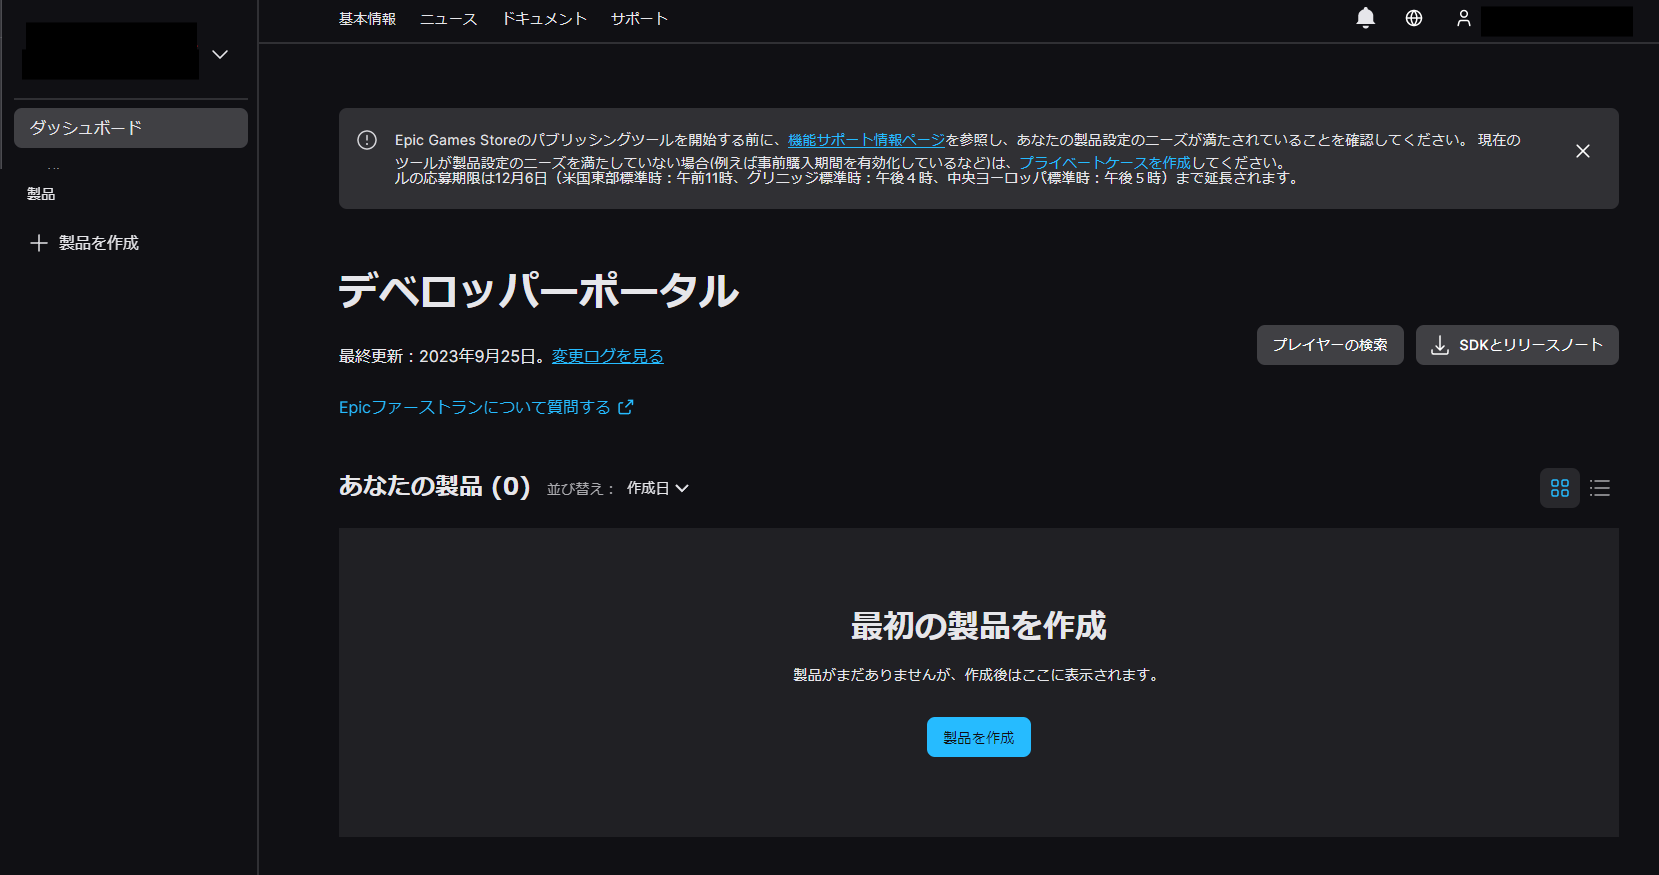 基本情報 ニュース ドキュメント サポート
ダッシュボード
製品
製品を作成
Epic Games Storeのパブリッシングツールを開始する前に、機能サポート情報ページを参照し、あなたの製品設定のニーズが満たされていることを確認してください。 現在の
ツールが製品設定のニーズを満たしていない場合(例えば事前購入期間を有効化しているなど)は、プライベートケースを作成してください。
ルの応募期限は12月6日（米国東部標準時：午前11時、グリニッジ標準時：午後４時、中央ヨーロッパ標準時：午後５時）まで延長されます。
デベロッパーポータル
最終更新：2023年9月25日。変更ログを見る
プレイヤーの検索
SDKとリリースノート
Epicファーストランについて質問する
あなたの製品 (0) 並び替え： 作成日
最初の製品を作成
製品がまだありませんが、作成後はここに表示されます。
製品を作成